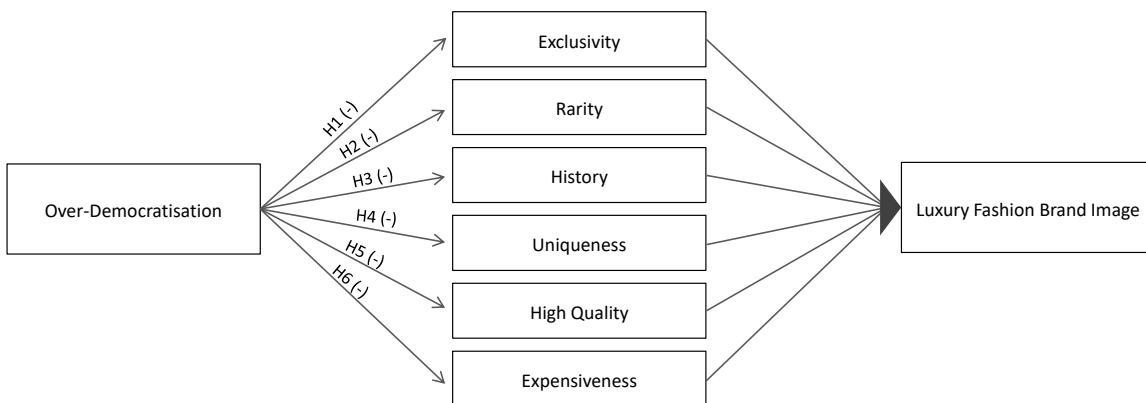 Over-Democratisation
H1 (-)
H2 (-)
H3 (-)
H4 (-)
H5 (-)
H6 (-)
Exclusivity
Rarity
History
Uniqueness
High Quality
Expensiveness
Luxury Fashion Brand Image